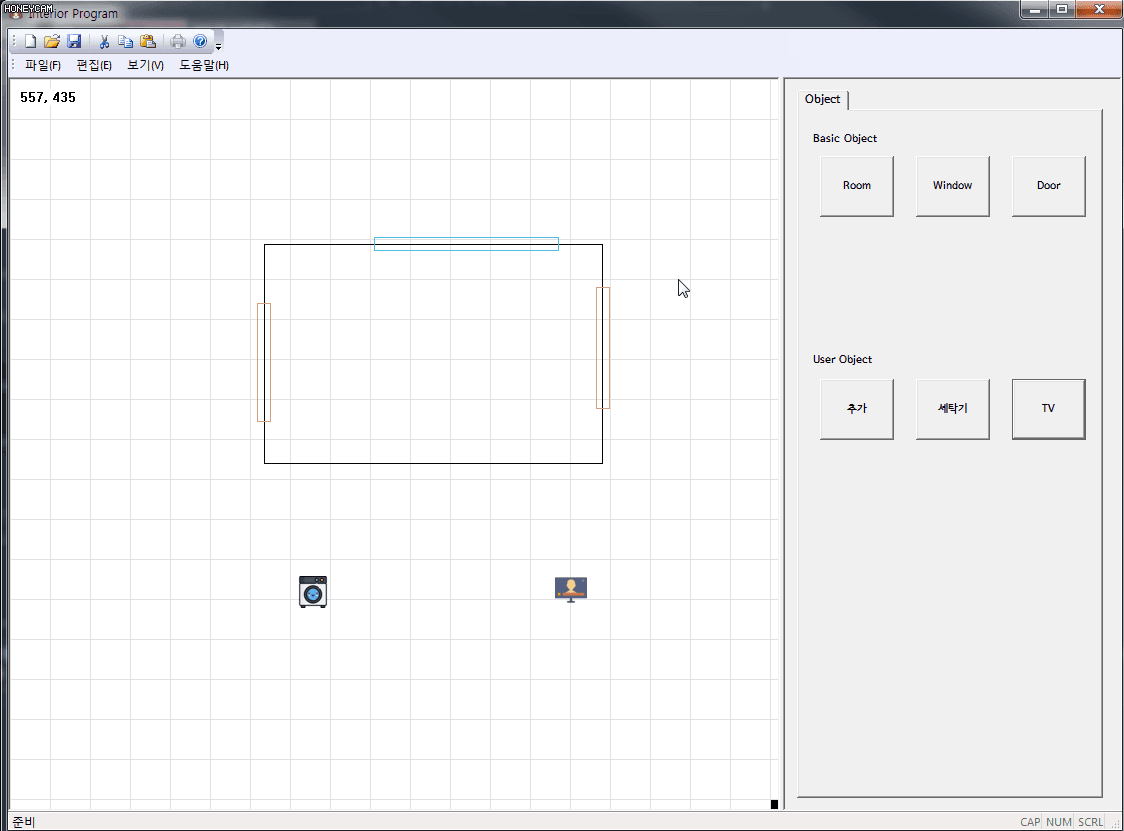 HONEYCAM
Interior Program
파일(F) 편집(E) 보기(V) 도움말(H)
557, 435
Object
Basic Object
Room Window Door
User Object
추가 세탁기 TV
준비 CAP NUM SCRL